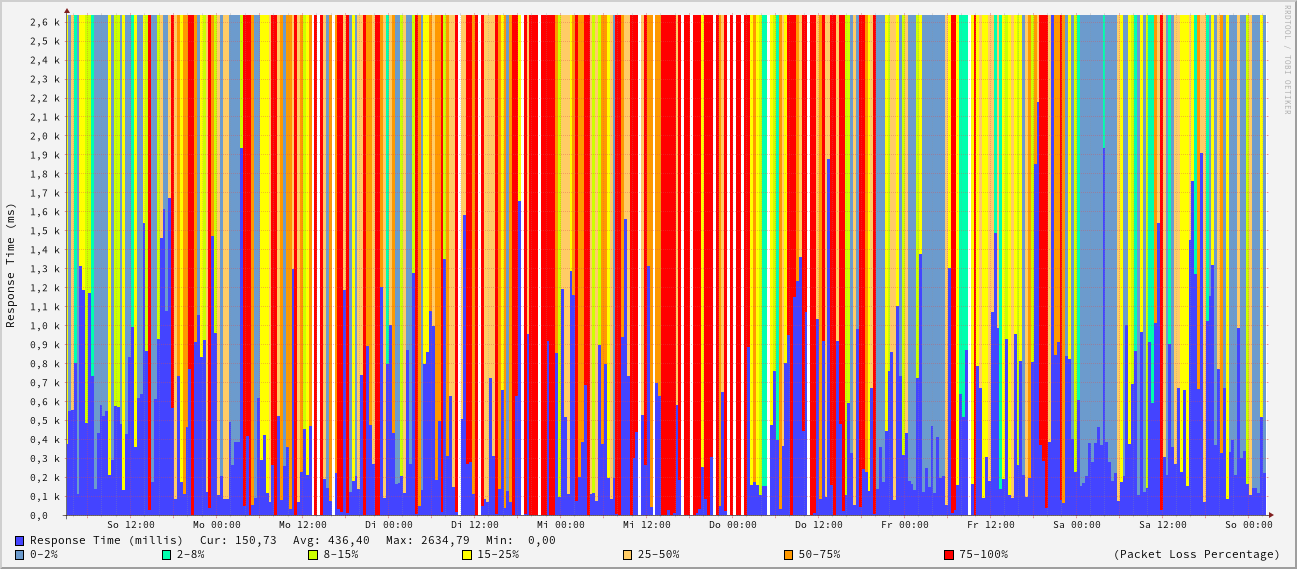 RRDTOOL / TOBI OETIKER
Response Time (ms)
2,6 k
2,5 k
2,4 k
2,3 k
2,2 k
2,1 k
2,0 k
1,9 k
1,8 k
1,7 k
1,6 k
1,5 k
1,4 k
1,3 k
1,2 k
1,1 k
1,0 k
0,9 k
0,8 k
0,7 k
0,6 k
0,5 k
0,4 k
0,3 k
0,2 k
0,1 k
0,0
So 12:00 Mo 00:00 Mo 12:00 Di 00:00 Di 12:00 Mi 00:00 Mi 12:00 Do 00:00 Do 12:00 Fr 00:00 Fr 12:00 Sa 00:00 Sa 12:00 So 00:00
Response Time (millis) Cur: 150,73 Avg: 436,40 Max: 2634,79 Min: 0,00
0-2% 2-8% 8-15% 15-25% 25-50% 50-75% 75-100% (Packet Loss Percentage)